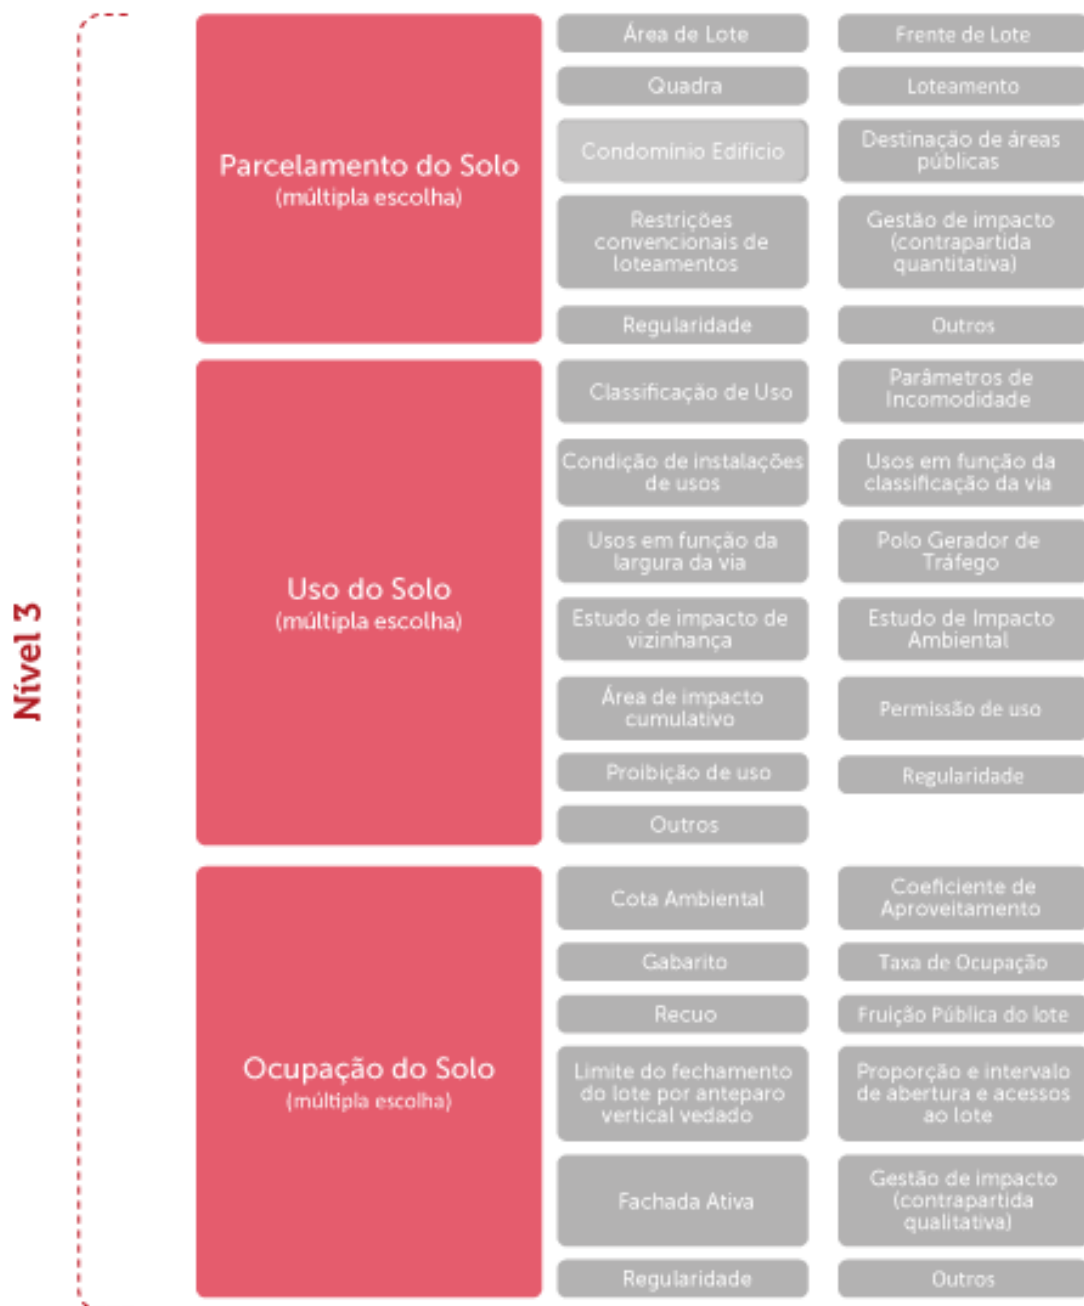 Nível 3
Parcelamento do Solo
(múltipla escolha)
Área de Lote
Frente de Lote
Quadra
Loteamento
Condomínio Edifício
Destinação de áreas
públicas
Restrições
convencionais de
loteamentos
Gestão de impacto
(contrapartida
quantitativa)
Regularidade
Outros
Uso do Solo
(múltipla escolha)
Classificação de Uso
Parâmetros de
Incomodidade
Condição de instalações
de usos
Usos em função da
classificação da via
Usos em função da
largura da via
Polo Gerador de
Tráfego
Estudo de impacto de
vizinhança
Estudo de Impacto
Ambiental
Área de impacto
cumulativo
Permissão de uso
Proibição de uso
Regularidade
Outros
Ocupação do Solo
(múltipla escolha)
Cota Ambiental
Coeficiente de
Aproveitamento
Gabarito
Taxa de Ocupação
Recuo
Fruição Pública do lote
Limite do fechamento
do lote por anteparo
vertical vedado
Proporção e intervalo
de abertura e acessos
ao lote
Fachada Ativa
Gestão de impacto
(contrapartida
qualitativa)
Regularidade
Outros